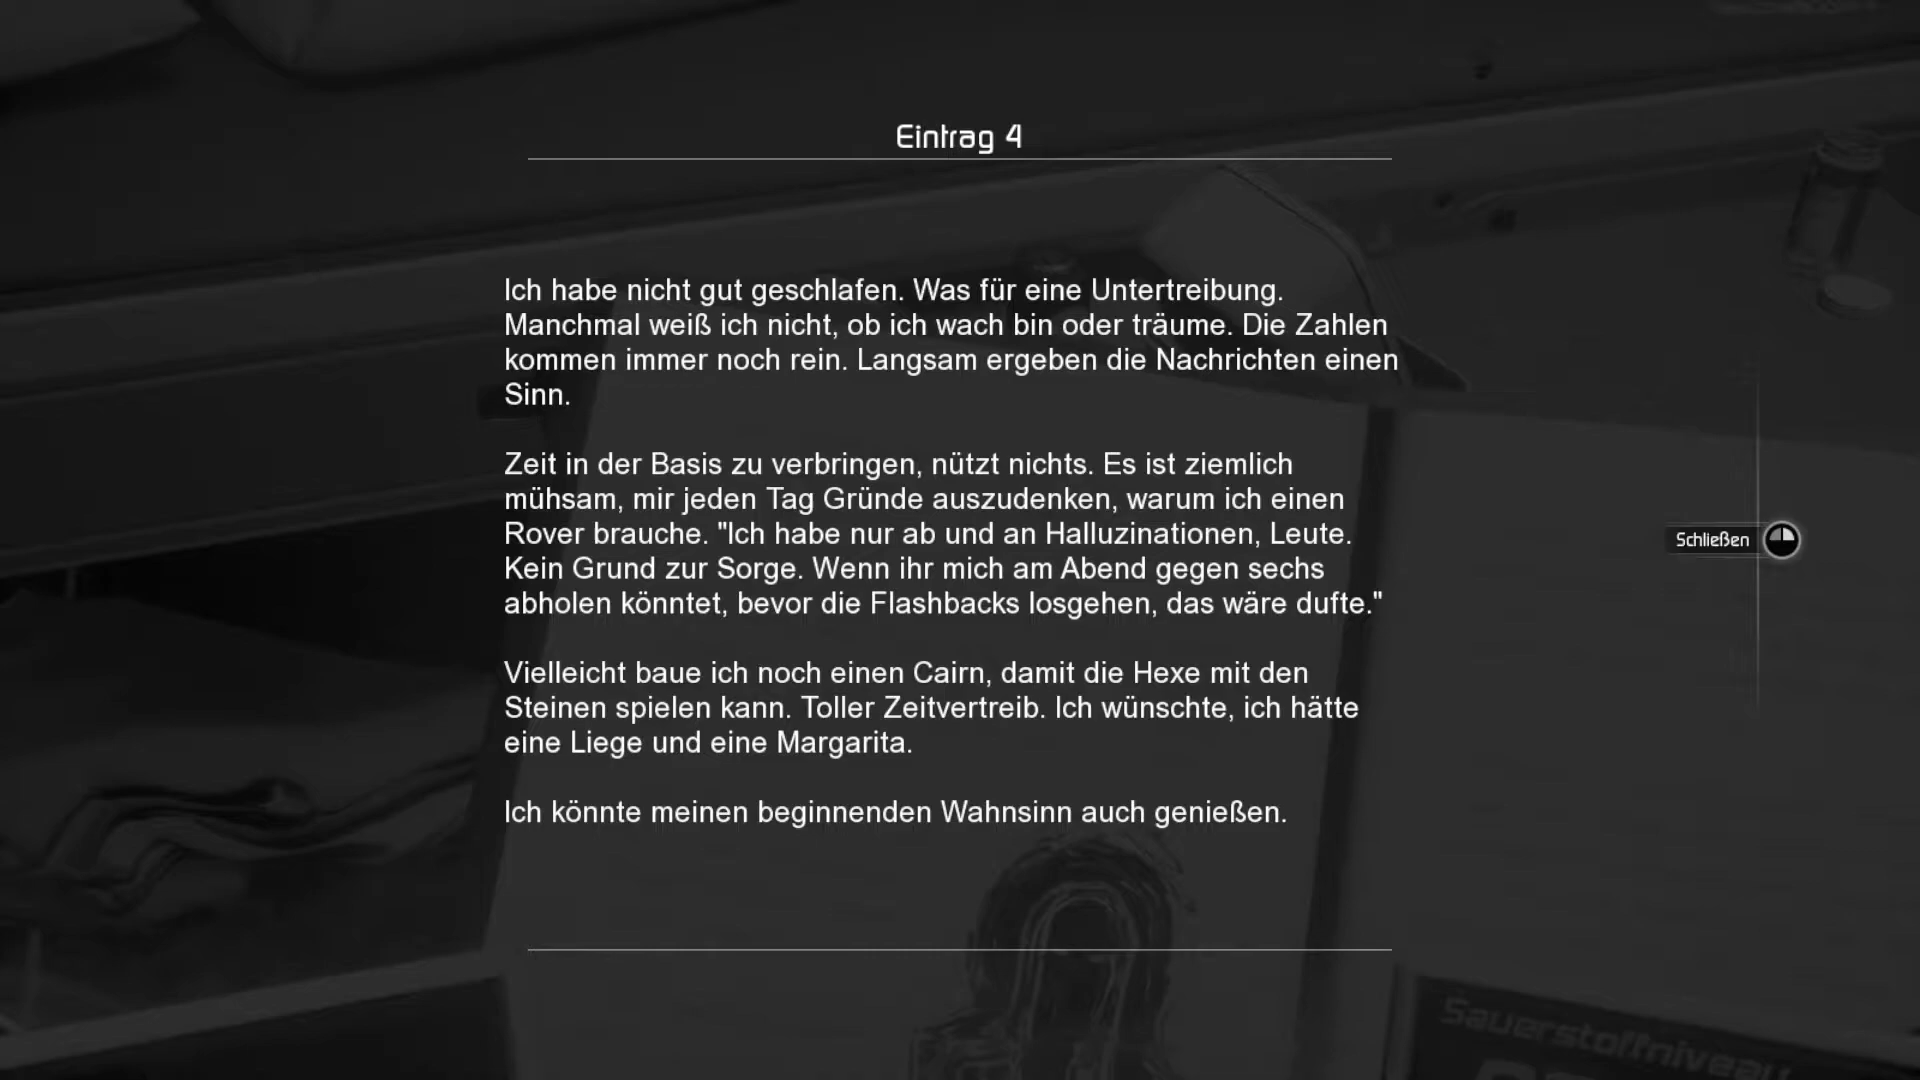 Eintrag 4
Ich habe nicht gut geschlafen. Was für eine Untertreibung.
Manchmal weiß ich nicht, ob ich wach bin oder träume. Die Zahlen
kommen immer noch rein. Langsam ergeben die Nachrichten einen
Sinn.
Zeit in der Basis zu verbringen, nützt nichts. Es ist ziemlich
mühsam, mir jeden Tag Gründe auszudenken, warum ich einen
Rover brauche. "Ich habe nur ab und an Halluzinationen, Leute.
Kein Grund zur Sorge. Wenn ihr mich am Abend gegen sechs
abholen könntet, bevor die Flashbacks losgehen, das wäre dufte."
Vielleicht baue ich noch einen Cairn, damit die Hexe mit den
Steinen spielen kann. Toller Zeitvertreib. Ich wünschte, ich hätte
eine Liege und eine Margarita.
Ich könnte meinen beginnenden Wahnsinn auch genießen.
Schließen
Sauerstoffniveau